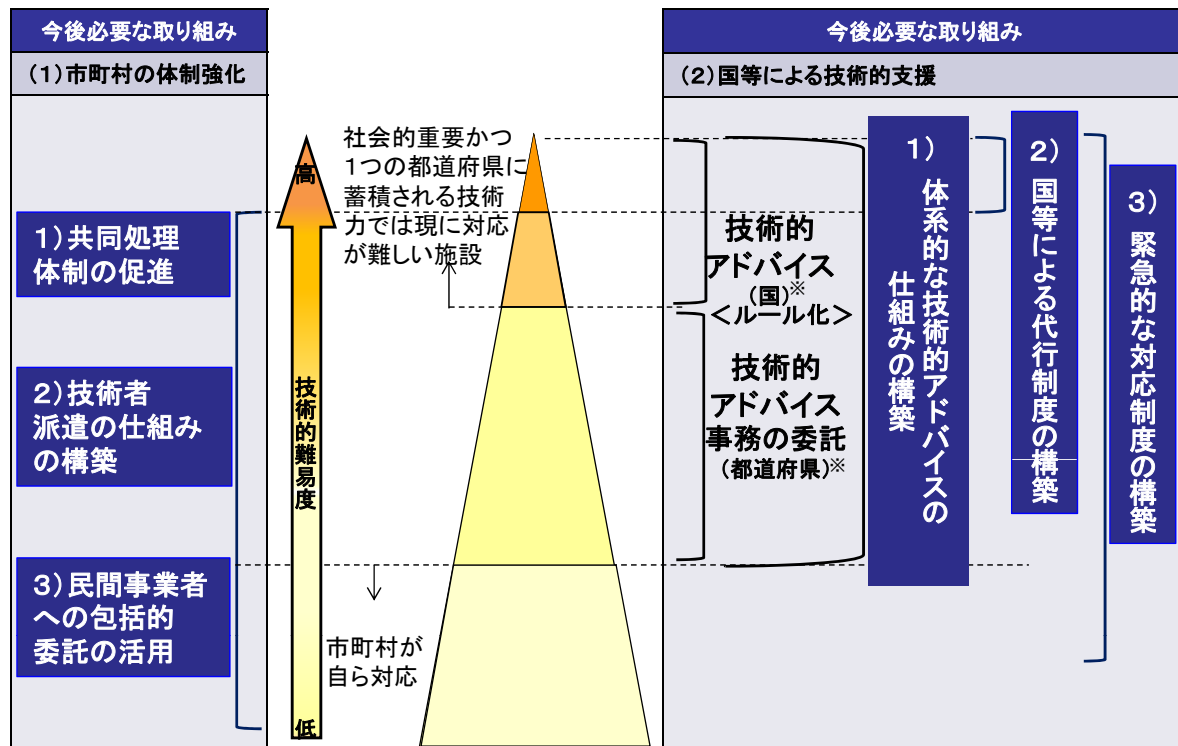 今後必要な取り組み
(1)市町村の体制強化
1)共同処理
体制の促進
2)技術者
派遣の仕組み
の構築
3)民間事業者
への包括的
委託の活用
高
技術的難易度
低
社会的重要かつ
1つの都道府県に
蓄積される技術
力では現に対応
が難しい施設
市町村が
自ら対応
今後必要な取り組み
(2)国等による技術的支援
技術的
アドバイス
(国)※
<ルール化>
技術的
アドバイス
事務の委託
(都道府県)※
1) 体系的な技術的アドバイスの
仕組みの構築
2) 国等による代行制度の構築
3) 緊急的な対応制度の構築